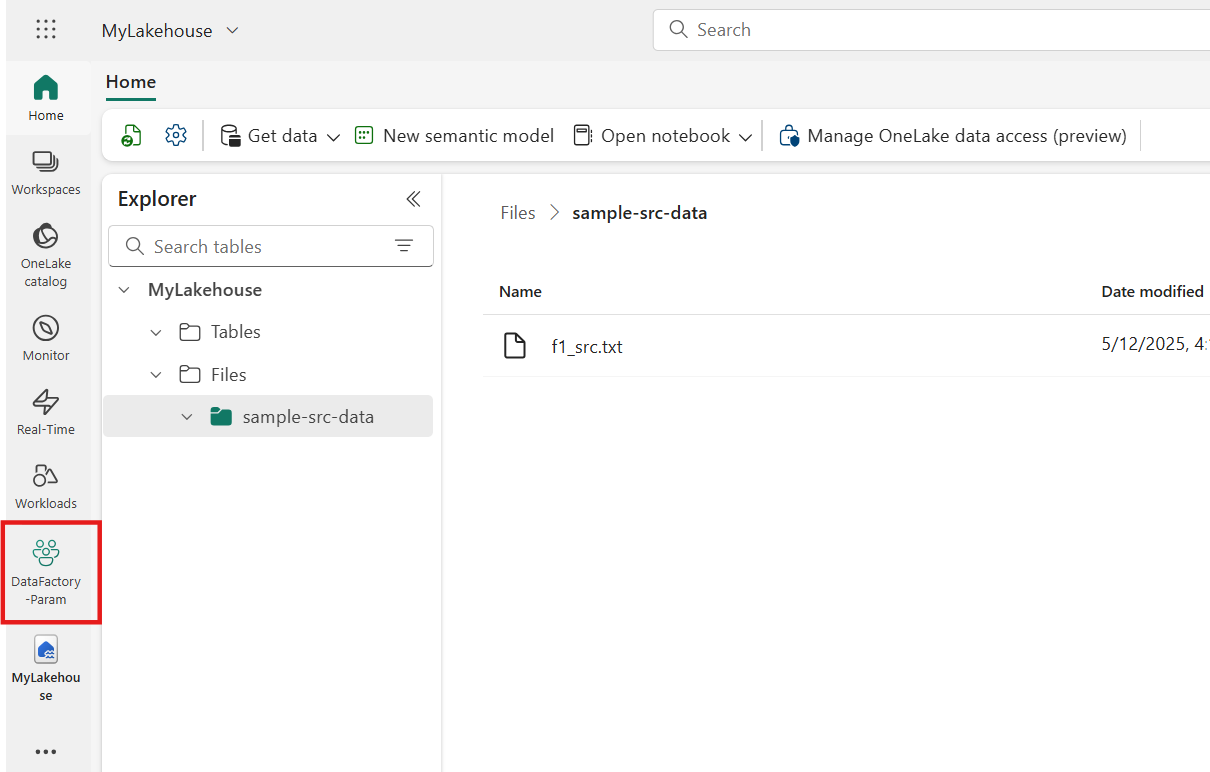 MyLakehouse
Search
Home
Home
Workspaces
OneLake
catalog
Monitor
Real-Time
Workloads
DataFactory
-Param
MyLakehou
se
Get data
New semantic model
Open notebook
Manage OneLake data access (preview)
Explorer
Search tables
MyLakehouse
Tables
Files
sample-src-data
Files
sample-src-data
Name
Date modified
f1_src.txt
5/12/2025, 4: